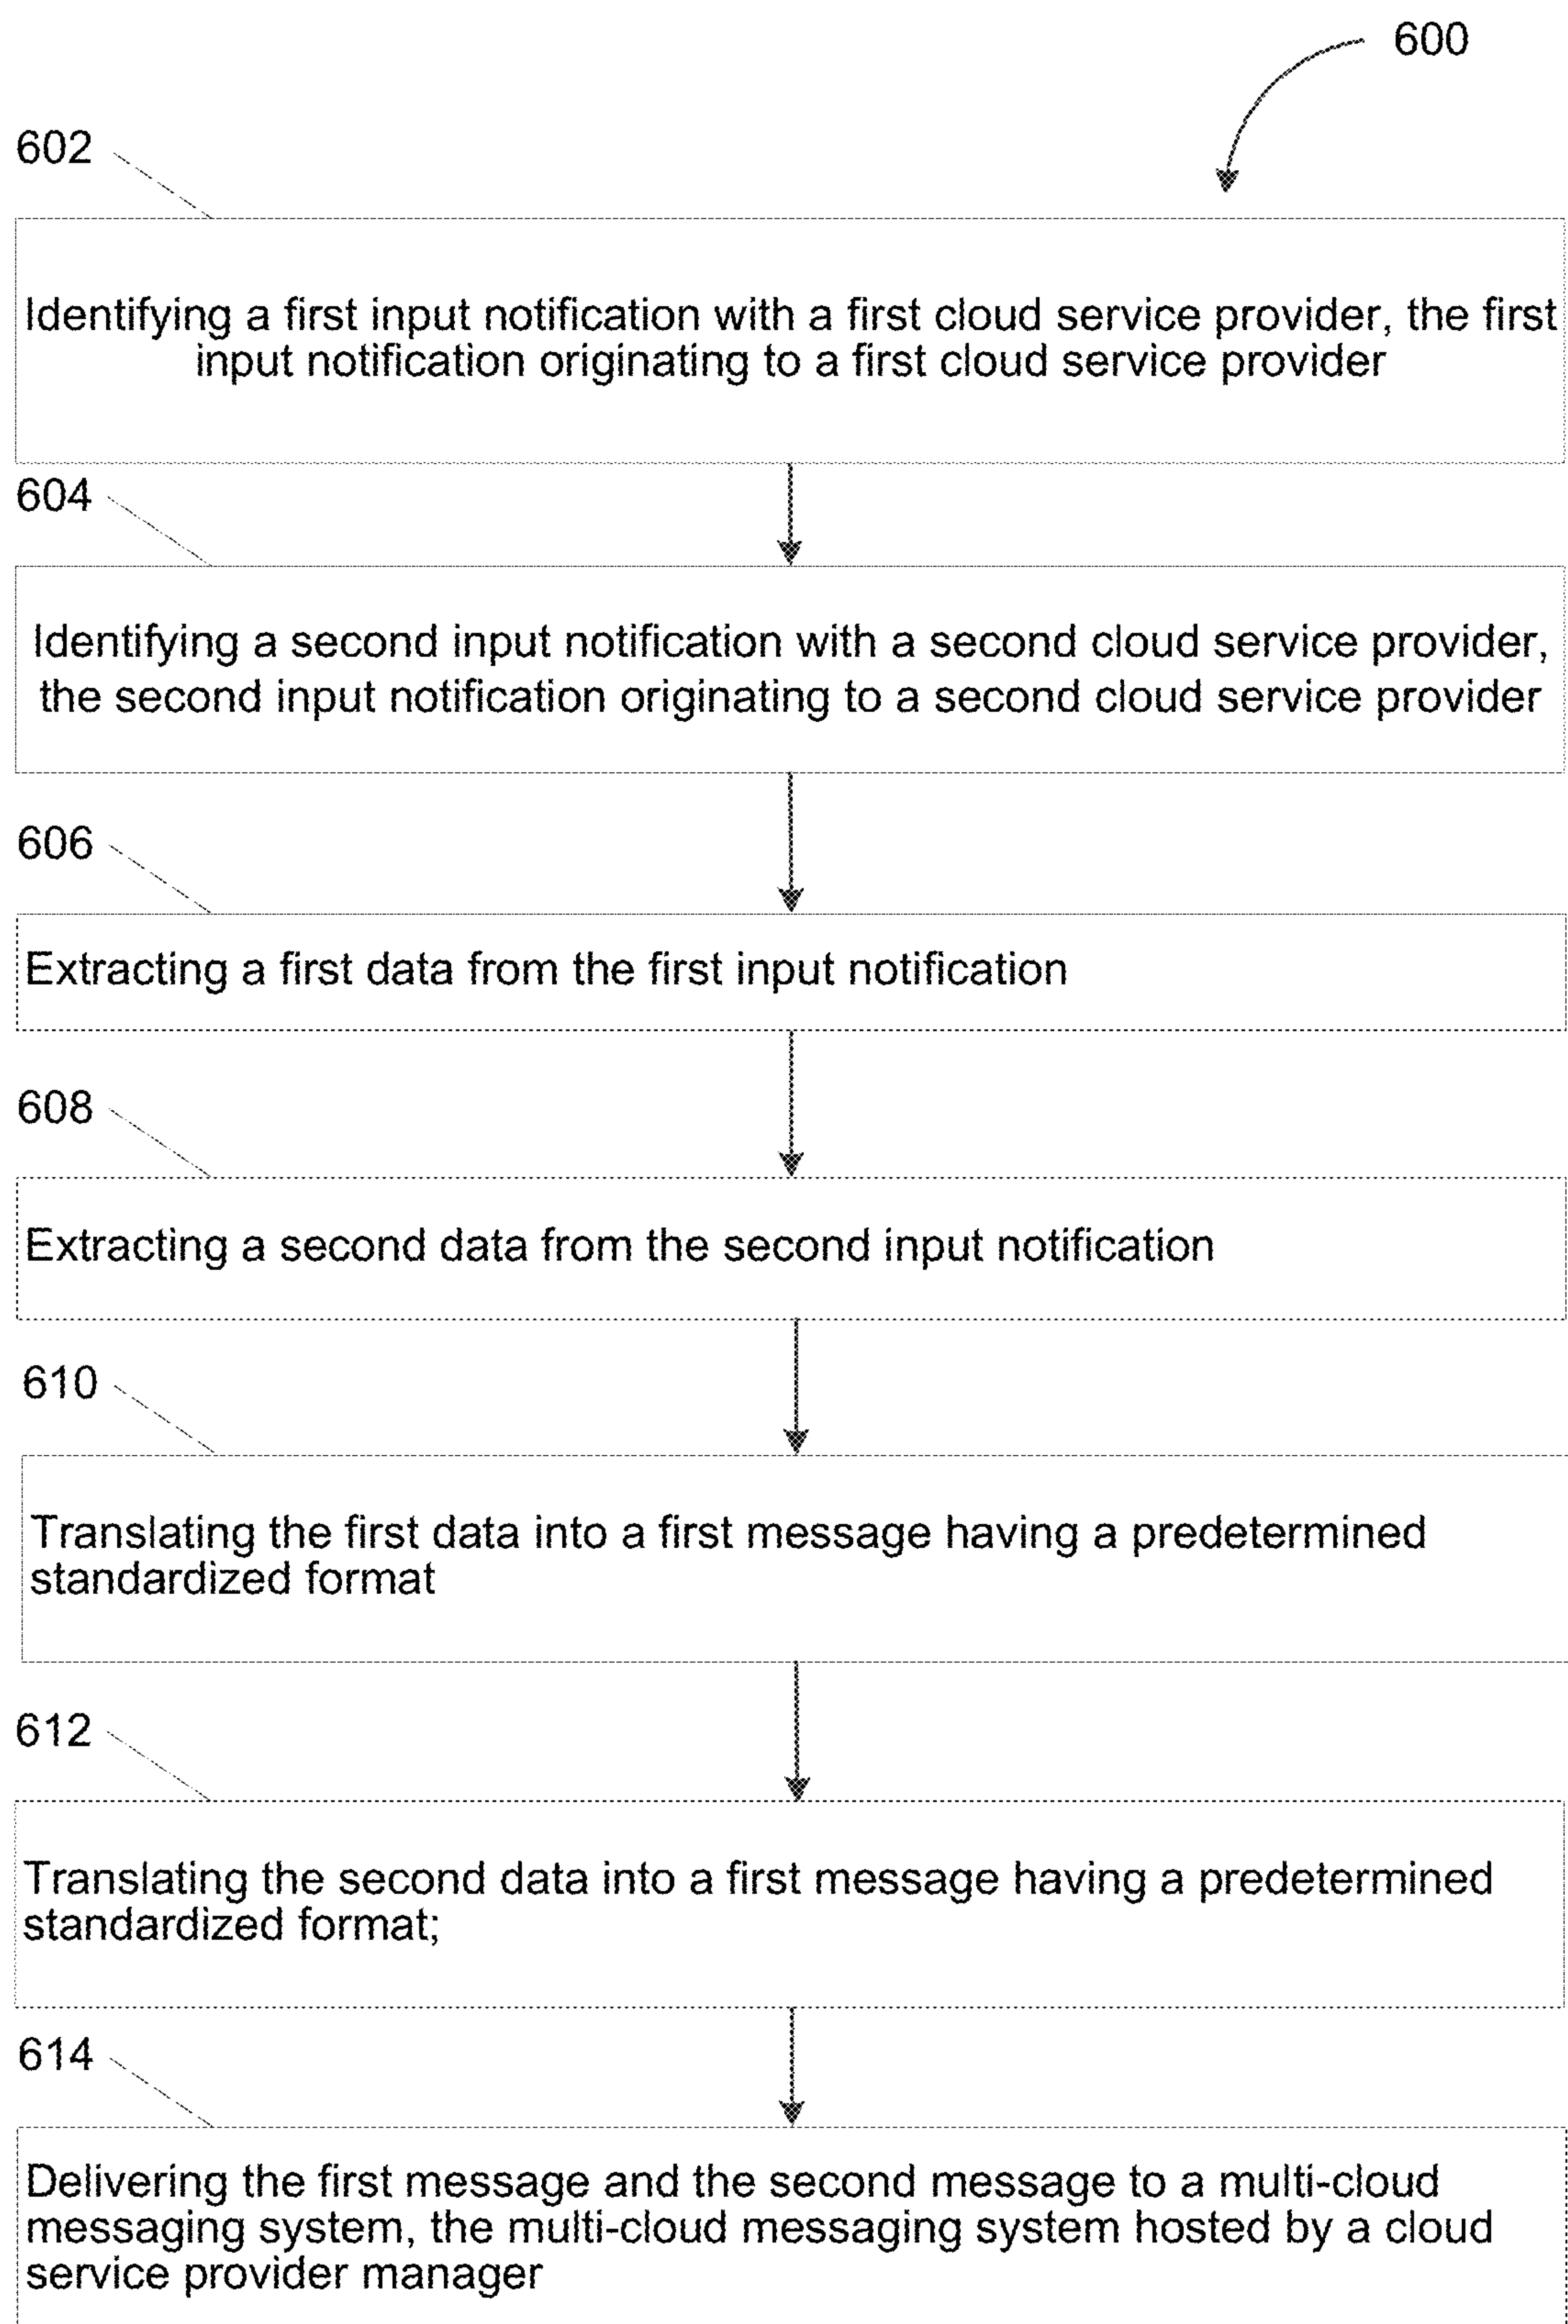 600
602
Identifying a first input notification with a first cloud service provider, the first
input notification originating to a first cloud service provider
604
Identifying a second input notification with a second cloud service provider,
the second input notification originating to a second cloud service provider
606
Extracting a first data from the first input notification
608
Extracting a second data from the second input notification
610
Translating the first data into a first message having a predetermined
standardized format
612
Translating the second data into a first message having a predetermined
standardized format;
614
Delivering the first message and the second message to a multi-cloud
messaging system, the multi-cloud messaging system hosted by a cloud
service provider manager